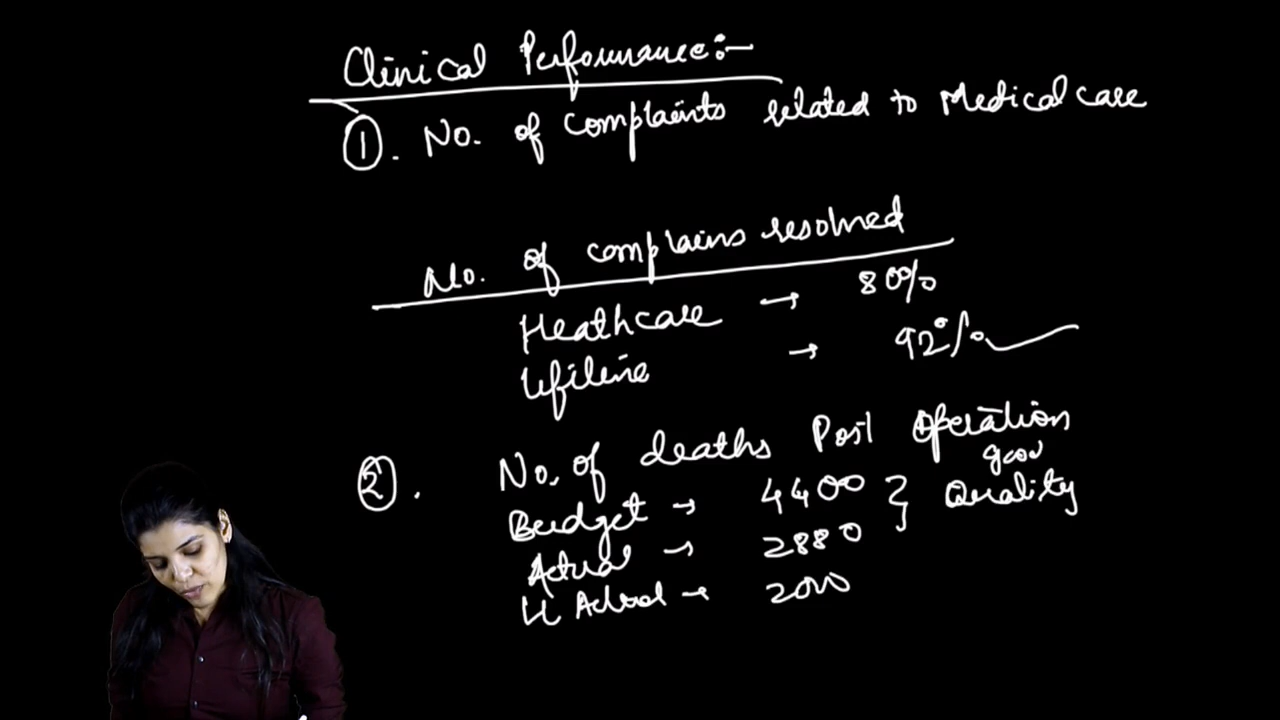 Clinical Performance:-
①. No. of complaints related to Medical care
No. of complains resolved
Heathcare → 80%
Lifeline → 92%
②. No. of deaths Post Operation
Budget → 4400 } good Quality
Actual → 2880
LL Actual → 2000